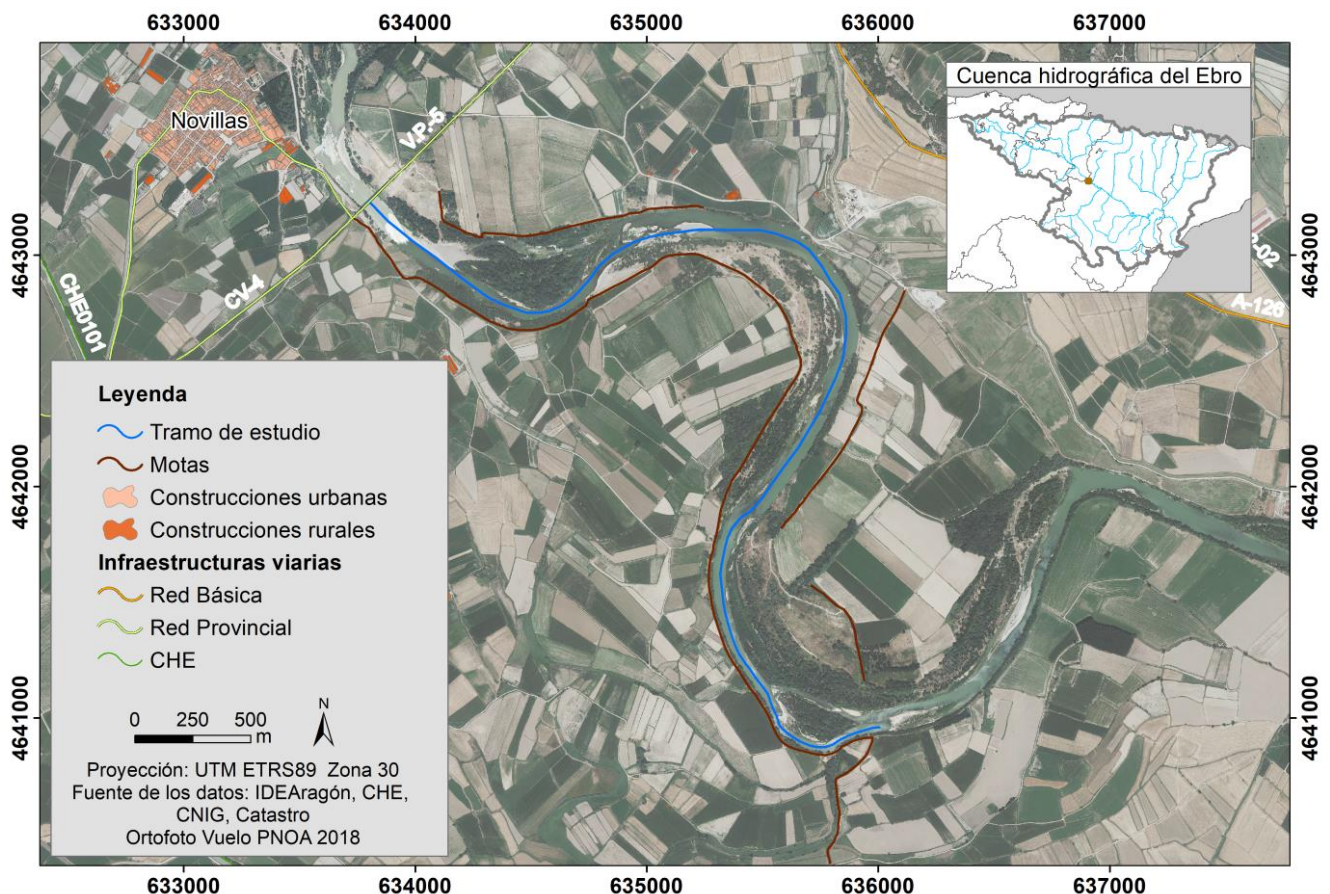 633000 634000 635000 636000 637000
Cuenca hidrográfica del Ebro
Novillas
VP-5
4643000
4643000
CHE0101
CV-4
A-126
Leyenda
Tramo de estudio
Motas
Construcciones urbanas
Construcciones rurales
Infraestructuras viarias
Red Básica
Red Provincial
CHE
4642000
4642000
4641000
4641000
N
0 250 500
m
Proyección: UTM ETRS89 Zona 30
Fuente de los datos: IDEAragón, CHE,
CNIG, Catastro
Ortofoto Vuelo PNOA 2018
633000 634000 635000 636000 637000